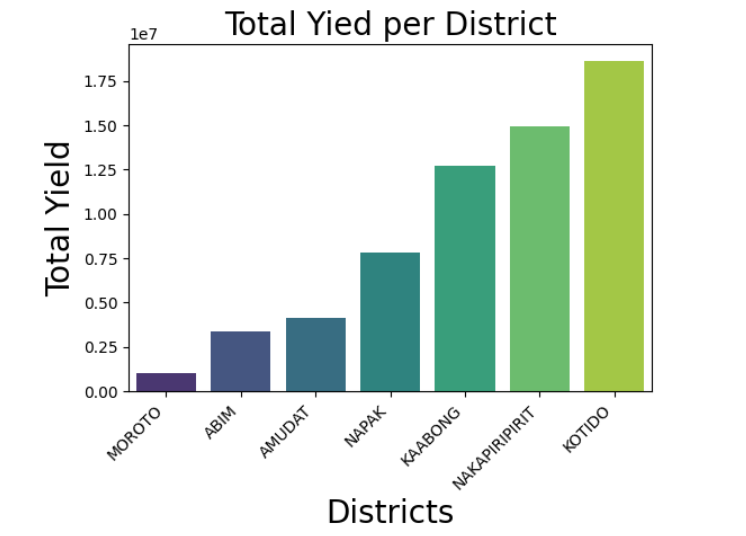 Total Yied per District
1e7
Total Yield
1.75
1.50
1.25
1.00
0.75
0.50
0.25
0.00
MOROTO
ABIM
AMUDAT
NAPAK
KAABONG
NAKAPIRIPIRIT
KOTIDO
Districts